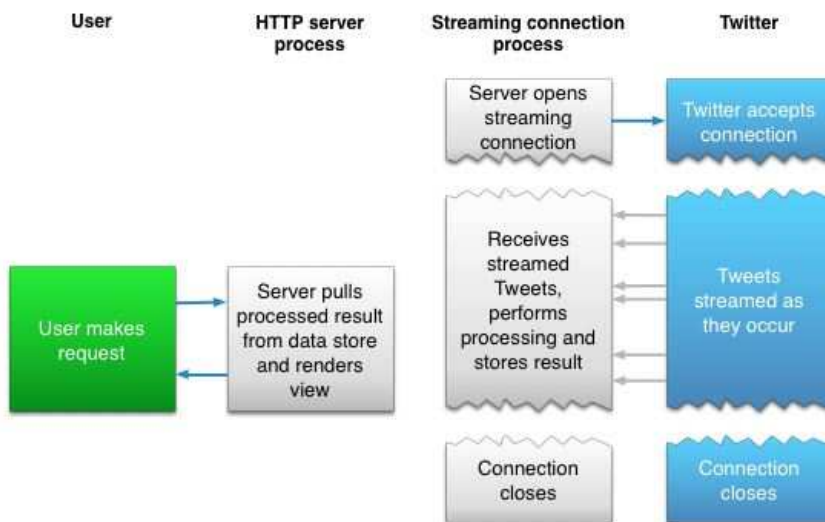 User
HTTP server
process
Streaming connection
process
Twitter
Server opens
streaming
connection
Twitter accepts
connection
User makes
request
Server pulls
processed result
from data store
and renders
view
Receives
streamed
Tweets,
performs
processing and
stores result
Tweets
streamed as
they occur
Connection
closes
Connection
closes